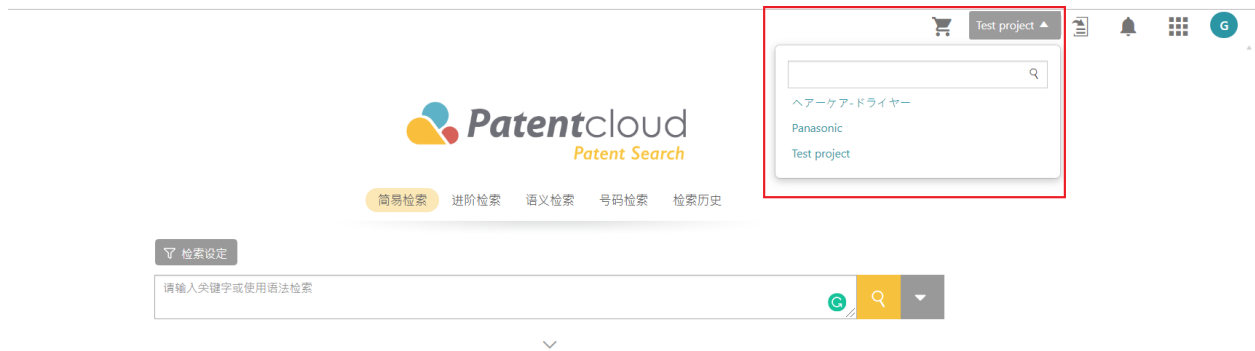 Test project
G
ヘアーケア-ドライヤー
Panasonic
Test project
Patentcloud
Patent Search
简易检索 进阶检索 语义检索 号码检索 检索历史
检索设定
请输入关键字或使用语法检索